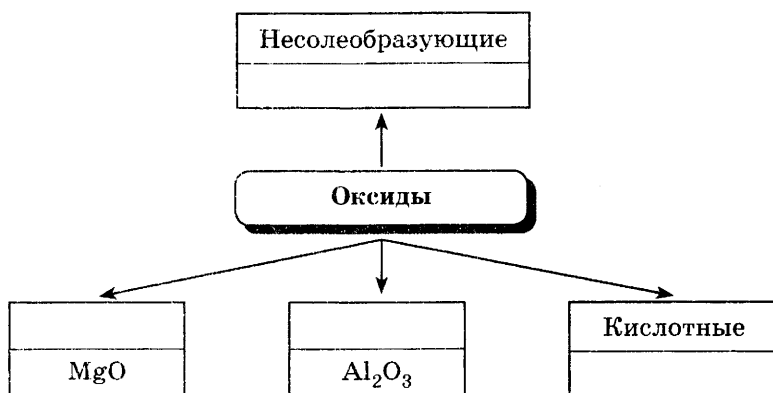 Несолеобразующие
Оксиды
Кислотные
MgO
Al₂O₃